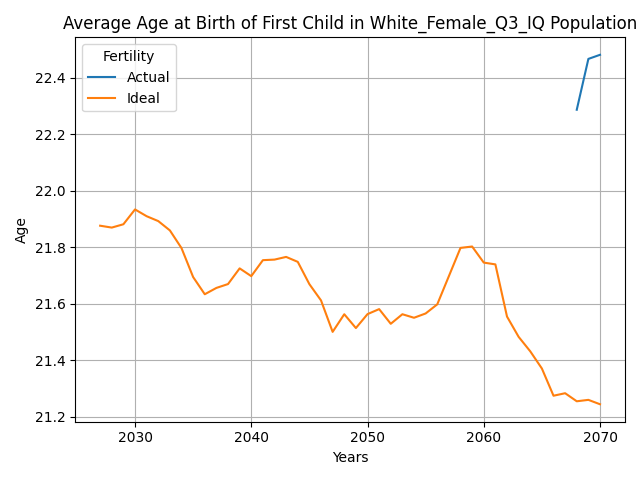 Average Age at Birth of First Child in White_Female_Q3_IQ Population
Fertility
Actual
Ideal
22.4
22.2
22.0
21.8
21.6
21.4
21.2
Age
2030 2040 2050 2060 2070
Years